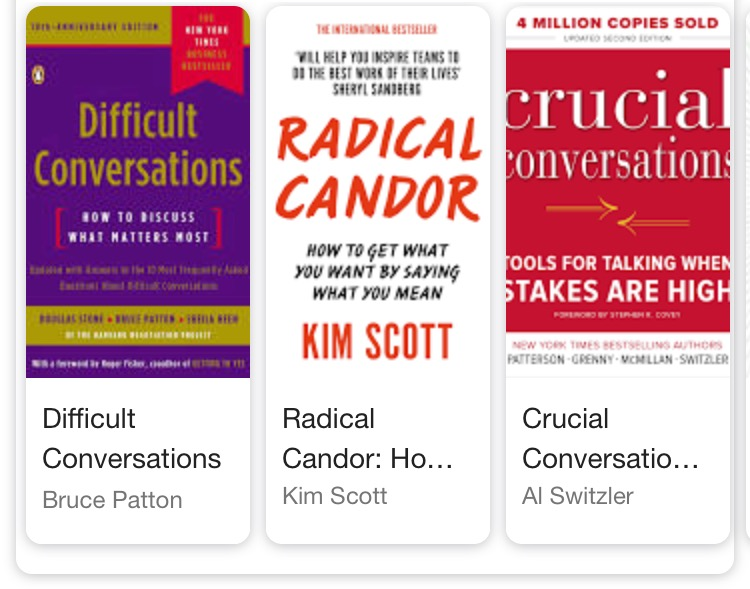 10TH-ANNIVERSARY EDITION
THE
NEW YORK
TIMES
BUSINESS
BESTSELLER
Difficult
Conversations
HOW TO DISCUSS
WHAT MATTERS MOST
Updated with Answers to the 10 Most Frequently Asked
Questions About Difficult Conversations
DOUGLAS STONE • BRUCE PATTON • SHEILA HEEN
OF THE HARVARD NEGOTIATION PROJECT
With a foreword by Roger Fisher, coauthor of GETTING TO YES
Difficult
Conversations
Bruce Patton
THE INTERNATIONAL BESTSELLER
'WILL HELP YOU INSPIRE TEAMS TO
DO THE BEST WORK OF THEIR LIVES'
SHERYL SANDBERG
RADICAL
CANDOR
HOW TO GET WHAT
YOU WANT BY SAYING
WHAT YOU MEAN
KIM SCOTT
Radical
Candor: Ho...
Kim Scott
4 MILLION COPIES SOLD
UPDATED SECOND EDITION
crucial
conversations
TOOLS FOR TALKING WHEN
STAKES ARE HIGH
FOREWORD BY STEPHEN R. COVEY
NEW YORK TIMES BESTSELLING AUTHORS
PATTERSON · GRENNY · McMILLAN · SWITZLER
Crucial
Conversatio...
Al Switzler